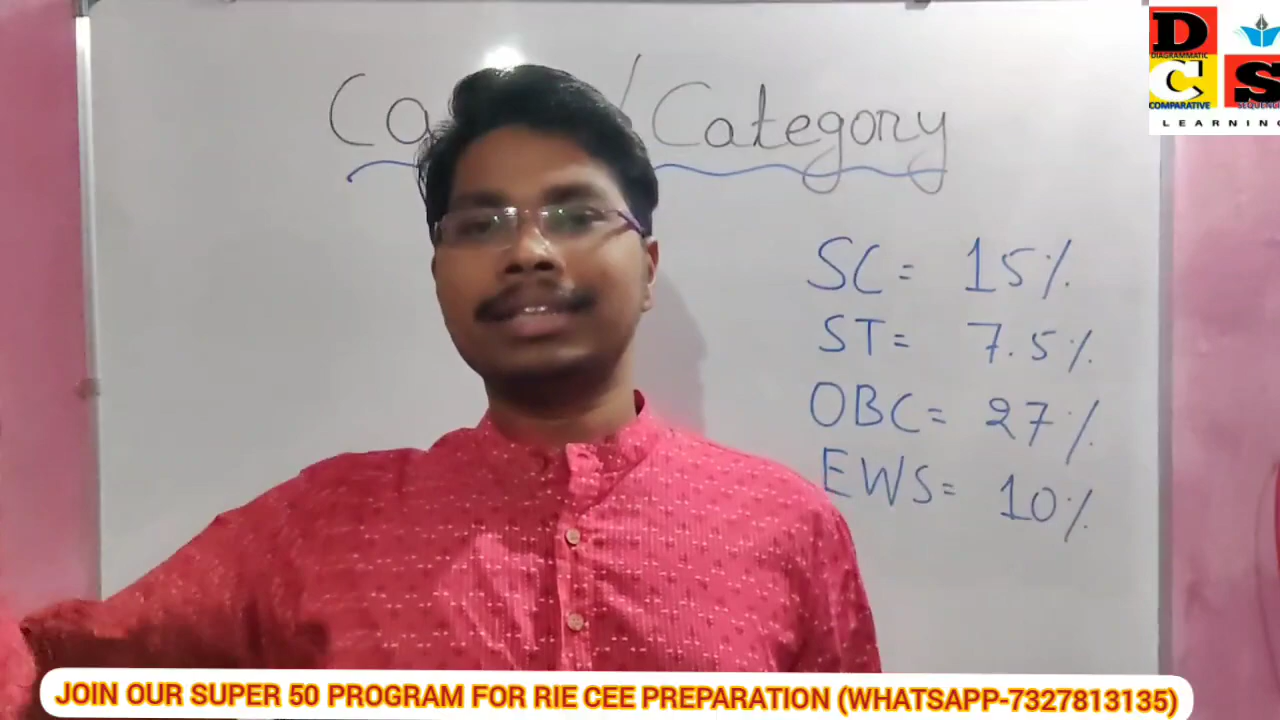 / Category
SC = 15%
ST = 7.5%
OBC = 27%
EWS = 10%
D
DIAGRAMMATIC
C S
COMPARATIVE
LEARNING
JOIN OUR SUPER 50 PROGRAM FOR RIE CEE PREPARATION (WHATSAPP-7327813135)